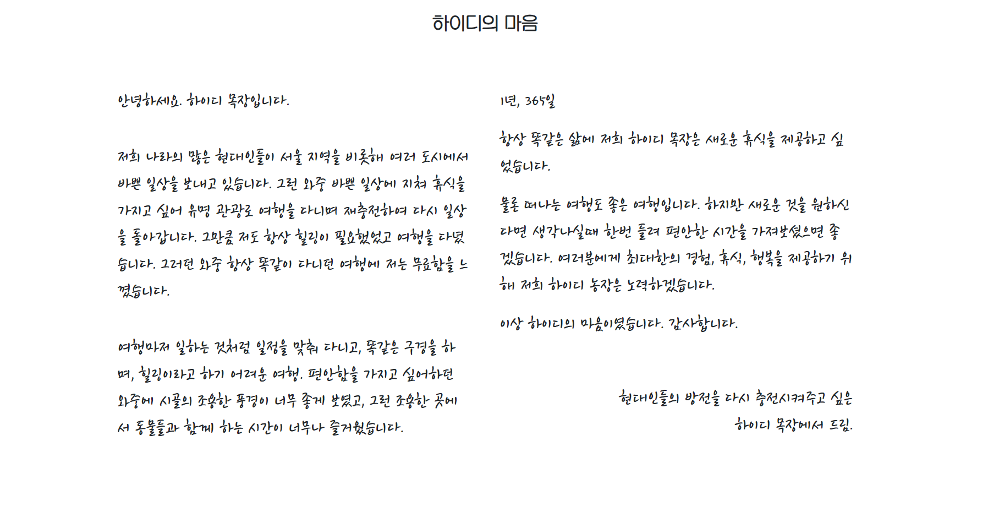 하이디의 마음
안녕하세요. 하이디 목장입니다.
저희 나라의 많은 현대인들이 서울 지역을 비롯해 여러 도시에서
바쁜 일상을 보내고 있습니다. 그런 와중 바쁜 일상에 지쳐 휴식을
가지고 싶어 유명 관광로 여행을 다니며 재충전하여 다시 일상
을 돌아갑니다. 그만큼 저도 항상 힐링이 필요했었고 여행을 다녔
습니다. 그러던 와중 항상 똑같이 다니던 여행에 저는 무료함을 느
꼈습니다.
여행마저 일하는 것처럼 일정을 맞춰 다니고, 똑같은 구경을 하
며, 힐링이라고 하기 어려운 여행. 편안함을 가지고 싶어하던
와중에 시골의 조용한 풍경이 너무 좋게 보였고, 그런 조용한 곳에
서 동물들과 함께 하는 시간이 너무나 즐거웠습니다.
1년, 365일
항상 똑같은 삶에 저희 하이디 목장은 새로운 휴식을 제공하고 싶
었습니다.
물론 떠나는 여행도 좋은 여행입니다. 하지만 새로운 것을 원하신
다면 생각나실때 한번 들려 편안한 시간을 가져보셨으면 좋
겠습니다. 여러분에게 최대한의 경험, 휴식, 행복을 제공하기 위
해 저희 하이디 농장은 노력하겠습니다.
이상 하이디의 마음이였습니다. 감사합니다.
현대인들의 방전을 다시 충전시켜주고 싶은
하이디 목장에서 드림.